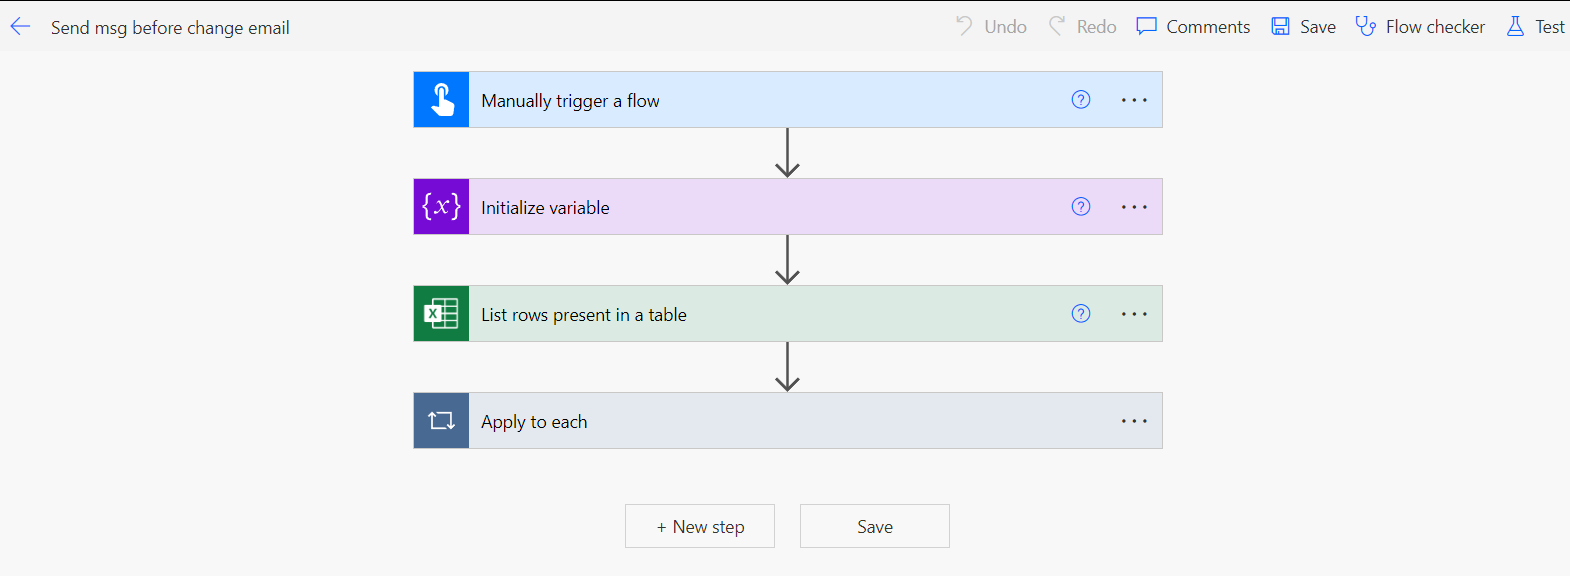 Send msg before change email
Undo
Redo
Comments
Save
Flow checker
Test
Manually trigger a flow
{x} Initialize variable
X List rows present in a table
Apply to each
+ New step
Save